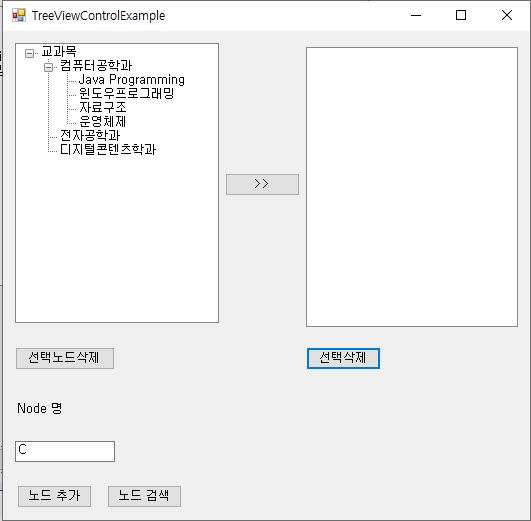 TreeViewControlExample
교과목
컴퓨터공학과
Java Programming
윈도우프로그래밍
자료구조
운영체제
전자공학과
디지털콘텐츠학과
>>
선택노드삭제
선택삭제
Node 명
C
노드 추가
노드 검색